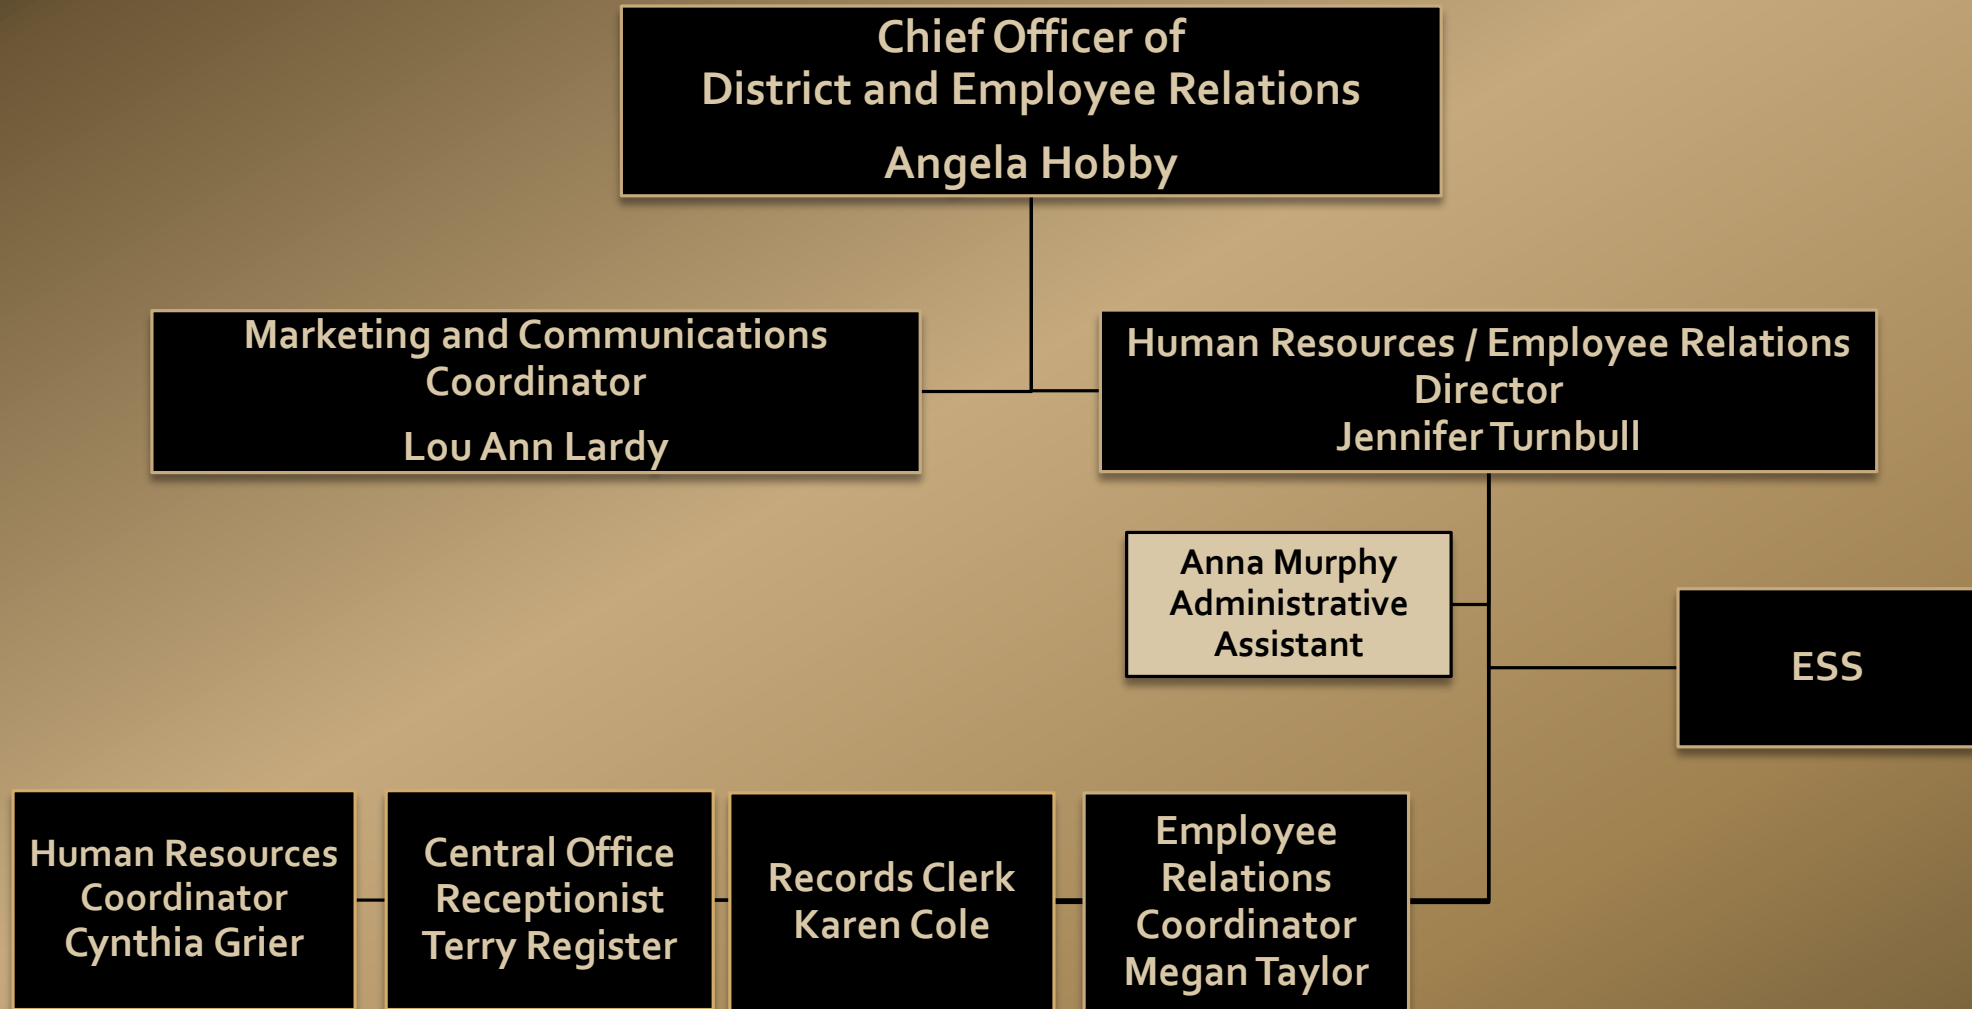 Chief Officer of
District and Employee Relations
Angela Hobby
Marketing and Communications
Coordinator
Lou Ann Lardy
Human Resources / Employee Relations
Director
Jennifer Turnbull
Anna Murphy
Administrative
Assistant
ESS
Human Resources
Coordinator
Cynthia Grier
Central Office
Receptionist
Terry Register
Records Clerk
Karen Cole
Employee
Relations
Coordinator
Megan Taylor